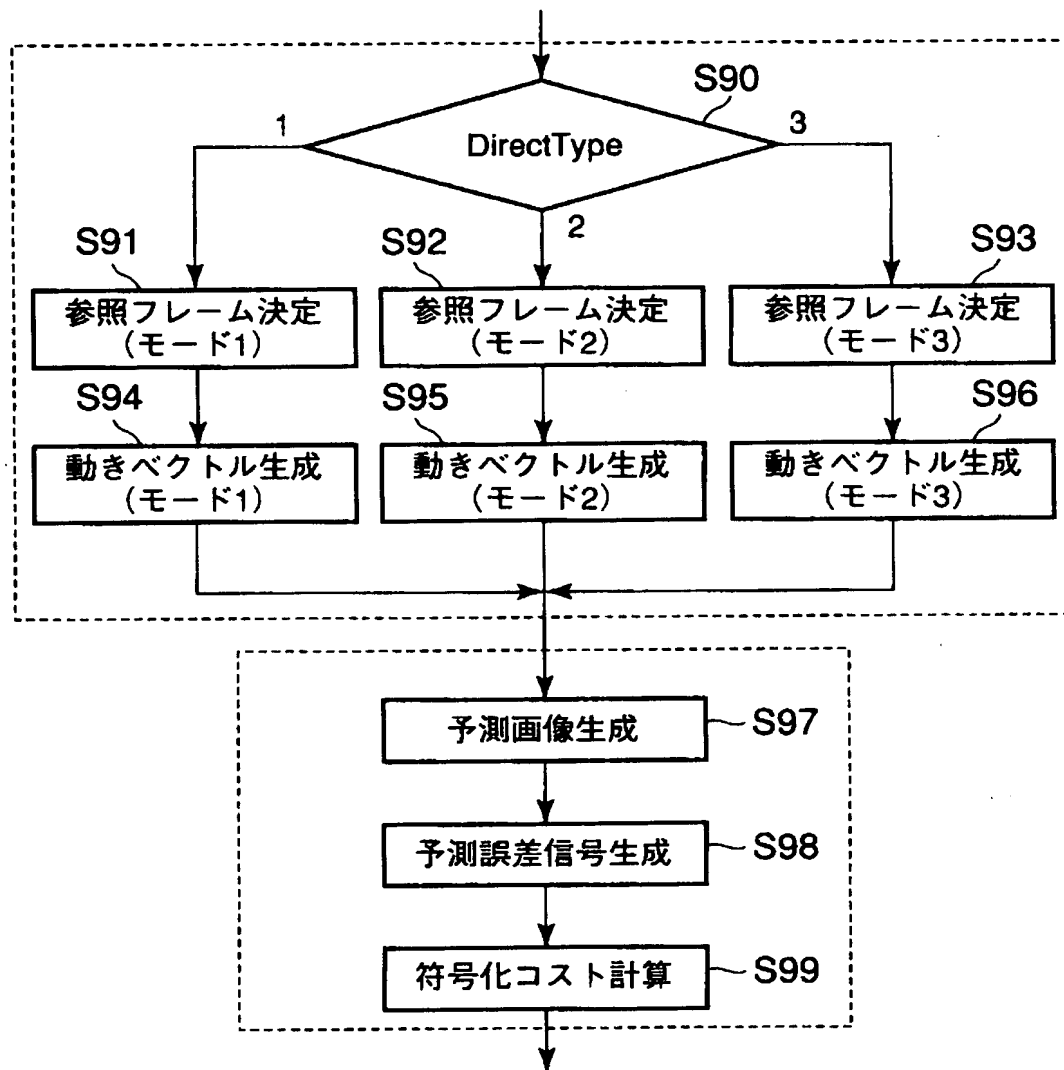 S90
1
3
DirectType
2
S91
S92
S93
参照フレーム決定
(モード1)
参照フレーム決定
(モード2)
参照フレーム決定
(モード3)
S94
S95
S96
動きベクトル生成
(モード1)
動きベクトル生成
(モード2)
動きベクトル生成
(モード3)
予測画像生成
S97
予測誤差信号生成
S98
符号化コスト計算
S99